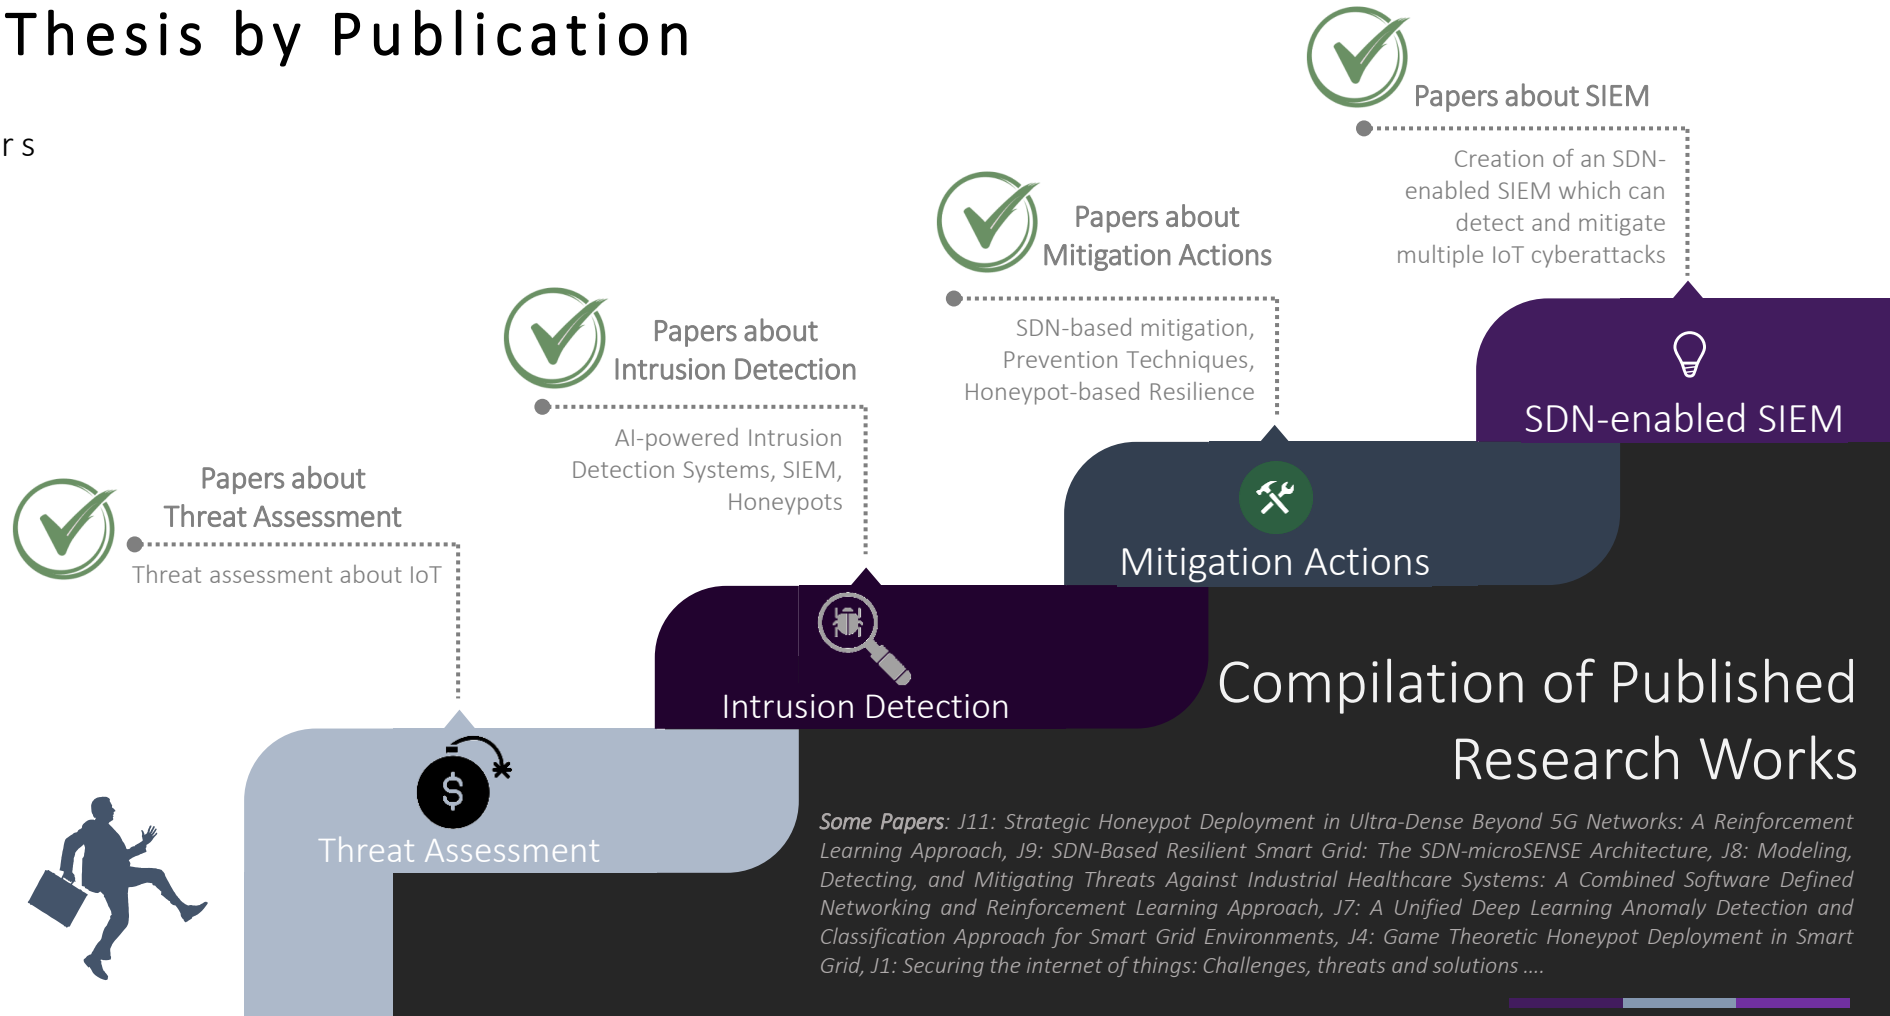 Thesis by Publication
rs
Papers about SIEM
Creation of an SDN-
enabled SIEM which can
detect and mitigate
multiple IoT cyberattacks
Papers about
Mitigation Actions
SDN-based mitigation,
Prevention Techniques,
Honeypot-based Resilience
Papers about
Intrusion Detection
AI-powered Intrusion
Detection Systems, SIEM,
Honeypots
Papers about
Threat Assessment
Threat assessment about IoT
SDN-enabled SIEM
Mitigation Actions
Intrusion Detection
$
Threat Assessment
Compilation of Published
Research Works
Some Papers: J11: Strategic Honeypot Deployment in Ultra-Dense Beyond 5G Networks: A Reinforcement
Learning Approach, J9: SDN-Based Resilient Smart Grid: The SDN-microSENSE Architecture, J8: Modeling,
Detecting, and Mitigating Threats Against Industrial Healthcare Systems: A Combined Software Defined
Networking and Reinforcement Learning Approach, J7: A Unified Deep Learning Anomaly Detection and
Classification Approach for Smart Grid Environments, J4: Game Theoretic Honeypot Deployment in Smart
Grid, J1: Securing the internet of things: Challenges, threats and solutions ....